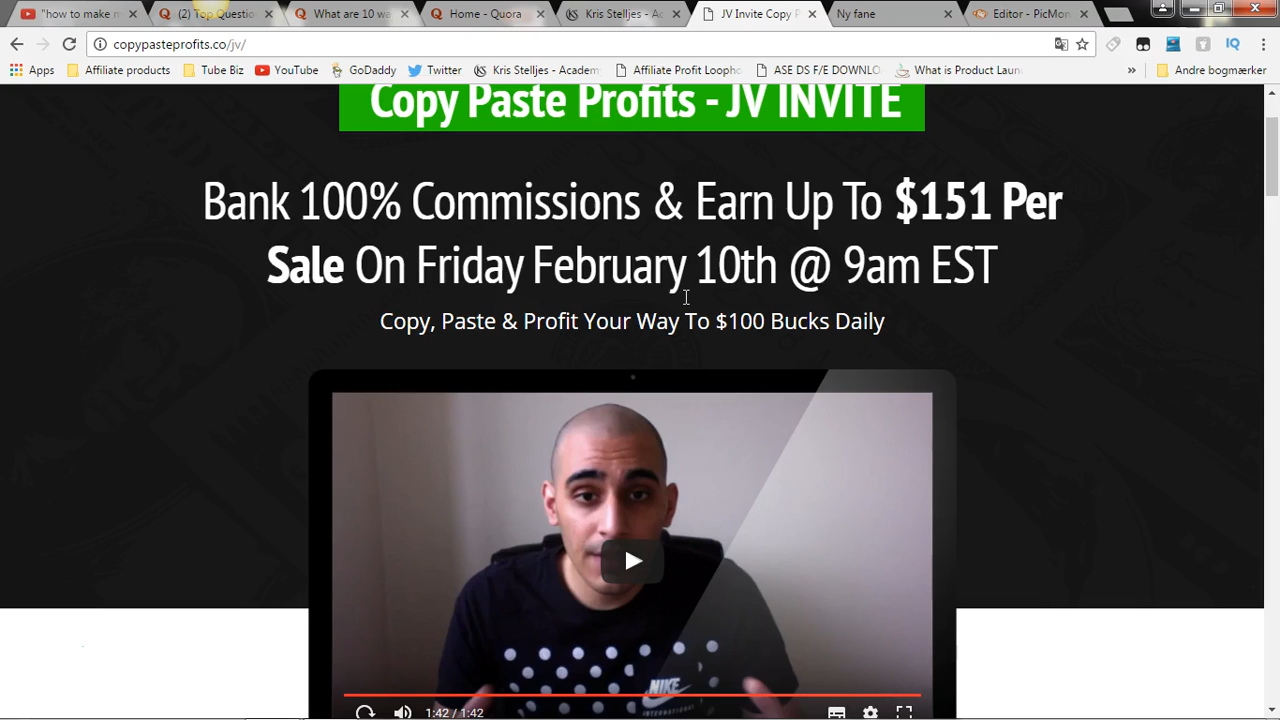 "how to make m
(2) Top Questio
What are 10 wa
Home - Quora
Kris Stelljes - Ac
JV Invite Copy P
Ny fane
Editor - PicMon
copypasteprofits.co/jv/
Apps
Affiliate products
Tube Biz
YouTube
GoDaddy
Twitter
Kris Stelljes - Academ
Affiliate Profit Looph
ASE DS F/E DOWNLO
What is Product Laun
»
Andre bogmærker
Copy Paste Profits - JV INVITE
Bank 100% Commissions & Earn Up To $151 Per
Sale On Friday February 10th @ 9am EST
Copy, Paste & Profit Your Way To $100 Bucks Daily
NIKE
INTERNATIONAL
1:42 / 1:42